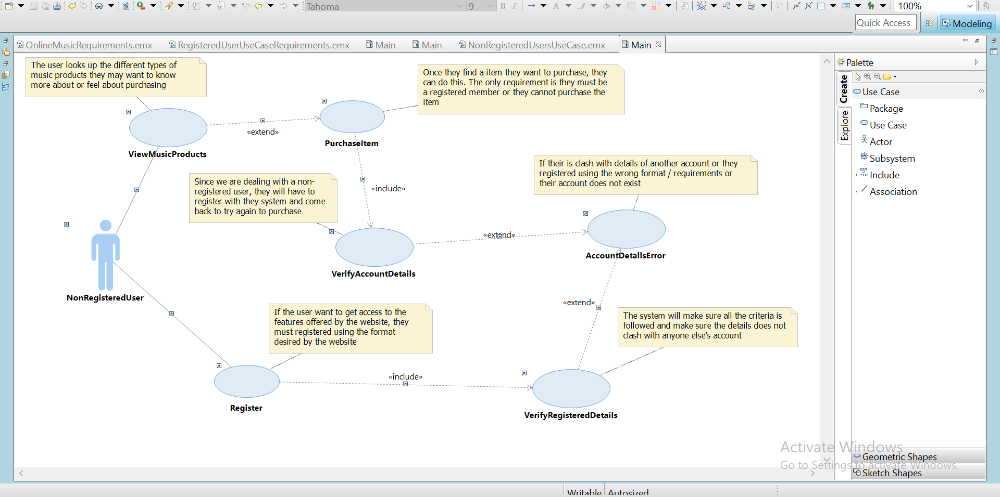 Tahoma
9
B I
A
100%
Quick Access
Modeling
OnlineMusicRequirements.emx
RegisteredUserUseCaseRequirements.emx
Main
Main
NonRegisteredUsersUseCase.emx
Main
The user looks up the different types of
music products they may want to know
more about or feel about purchasing
Once they find a item they want to purchase, they
can do this. The only requirement is they must be
a registered member or they cannot purchase the
item
«extend»
ViewMusicProducts
PurchaseItem
If their is clash with details of another account or they
registered using the wrong format / requirements or
their account does not exist
Since we are dealing with a non-
registered user, they will have to
register with they system and come
back to try again to purchase
«include»
«extend»
AccountDetailsError
VerifyAccountDetails
NonRegisteredUser
«extend»
If the user want to get access to the
features offered by the website, they
must registered using the format
desired by the website
The system will make sure all the criteria is
followed and make sure the details does not
clash with anyone else's account
«include»
Register
VerifyRegisteredDetails
Palette
Create
Explore
Use Case
Package
Use Case
Actor
Subsystem
Include
Association
Activate Windows
Go to Settings to activate Windows.
Geometric Shapes
Sketch Shapes
Writable
Autosized